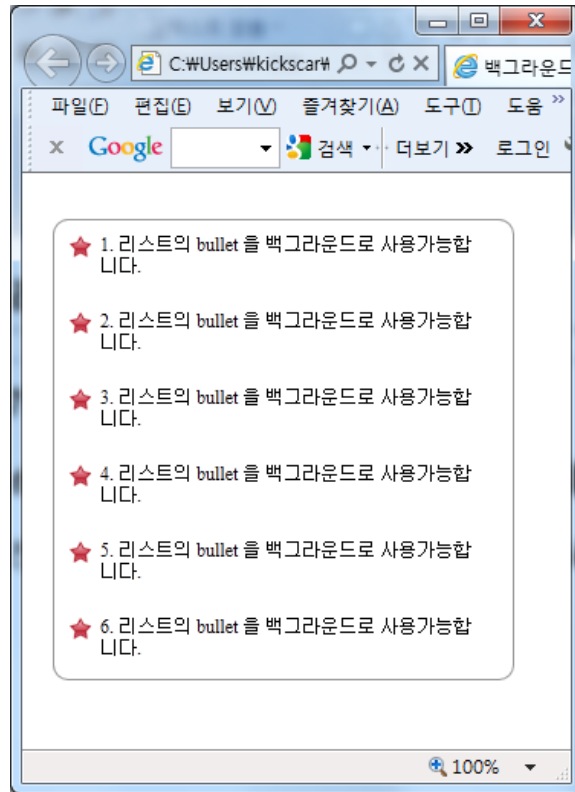 C:₩Users₩kickscar₩
백그라운드
파일(F) 편집(E) 보기(V) 즐겨찾기(A) 도구(T) 도움 »
x Google 검색 더보기 » 로그인
1. 리스트의 bullet 을 백그라운드로 사용가능합
니다.
2. 리스트의 bullet 을 백그라운드로 사용가능합
니다.
3. 리스트의 bullet 을 백그라운드로 사용가능합
니다.
4. 리스트의 bullet 을 백그라운드로 사용가능합
니다.
5. 리스트의 bullet 을 백그라운드로 사용가능합
니다.
6. 리스트의 bullet 을 백그라운드로 사용가능합
니다.
100%